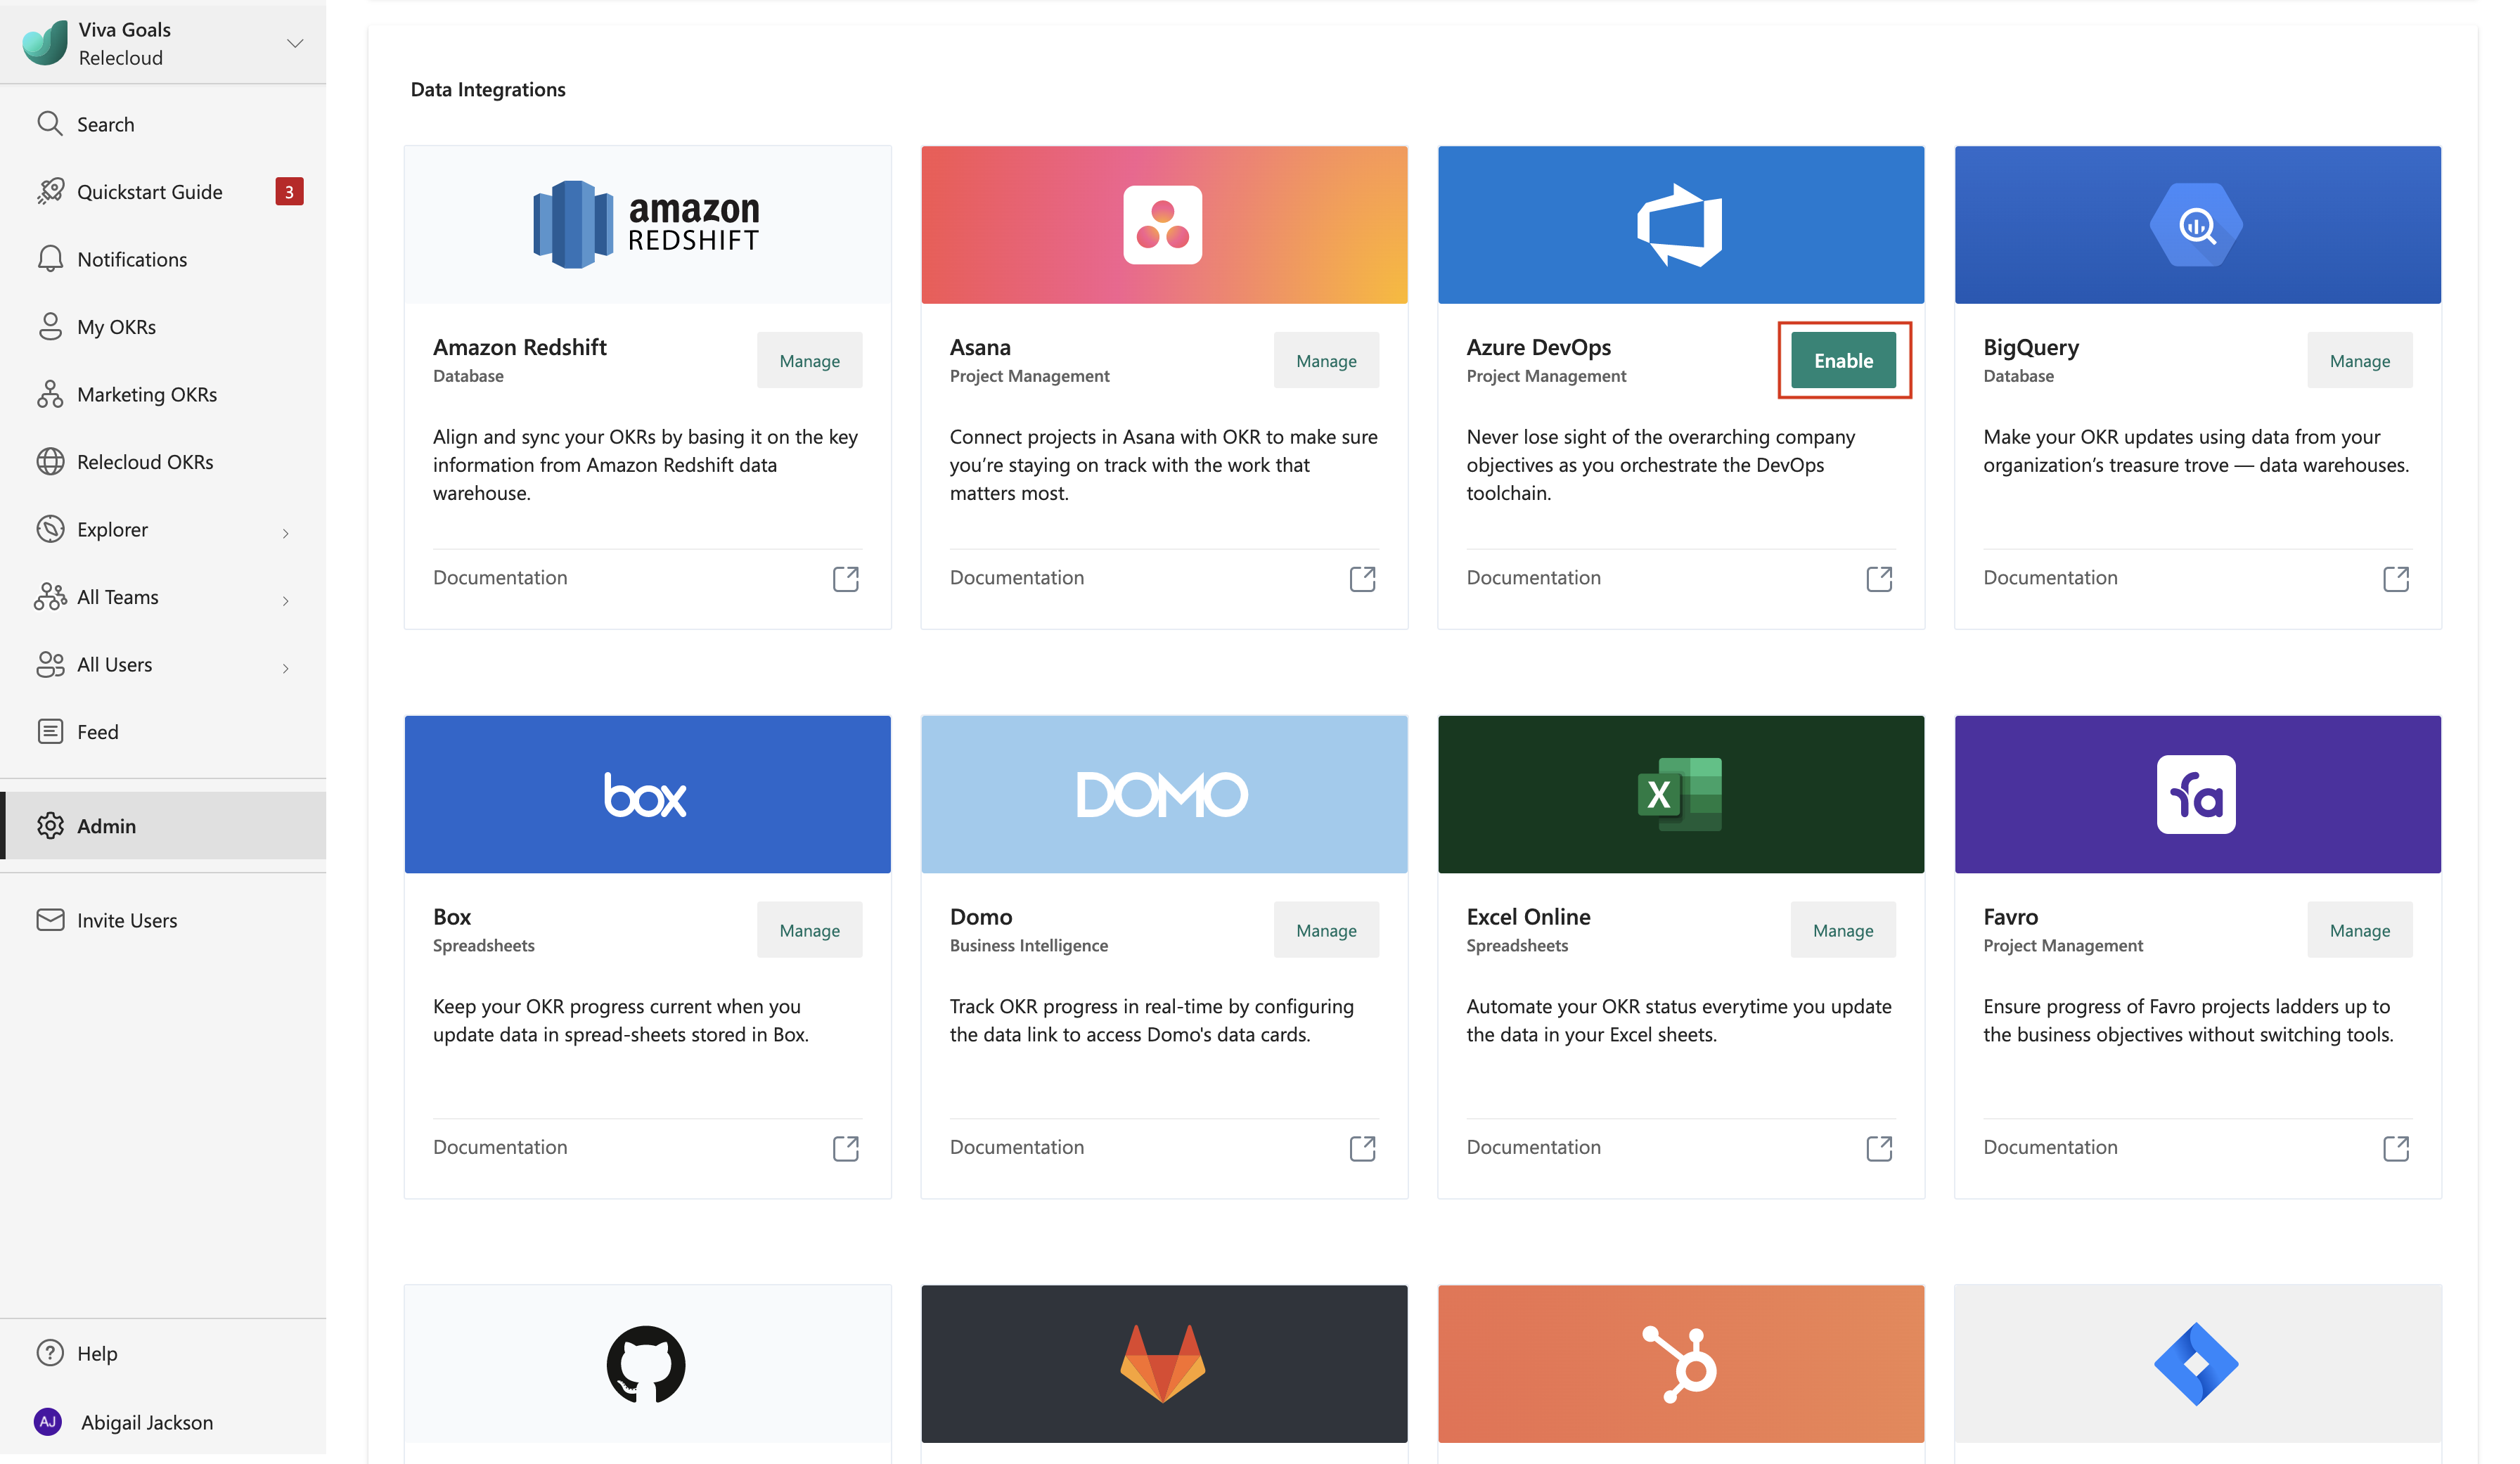 Viva Goals
Relecloud
Search
Quickstart Guide
3
Notifications
My OKRs
Marketing OKRs
Relecloud OKRs
Explorer
All Teams
All Users
Feed
Admin
Invite Users
Help
AJ
Abigail Jackson
Data Integrations
amazon
REDSHIFT
Amazon Redshift
Database
Manage
Align and sync your OKRs by basing it on the key
information from Amazon Redshift data
warehouse.
Documentation
Asana
Project Management
Manage
Connect projects in Asana with OKR to make sure
you’re staying on track with the work that
matters most.
Documentation
Azure DevOps
Project Management
Enable
Never lose sight of the overarching company
objectives as you orchestrate the DevOps
toolchain.
Documentation
BigQuery
Database
Manage
Make your OKR updates using data from your
organization’s treasure trove — data warehouses.
Documentation
box
Box
Spreadsheets
Manage
Keep your OKR progress current when you
update data in spread-sheets stored in Box.
Documentation
DOMO
Domo
Business Intelligence
Manage
Track OKR progress in real-time by configuring
the data link to access Domo's data cards.
Documentation
X
Excel Online
Spreadsheets
Manage
Automate your OKR status everytime you update
the data in your Excel sheets.
Documentation
fa
Favro
Project Management
Manage
Ensure progress of Favro projects ladders up to
the business objectives without switching tools.
Documentation